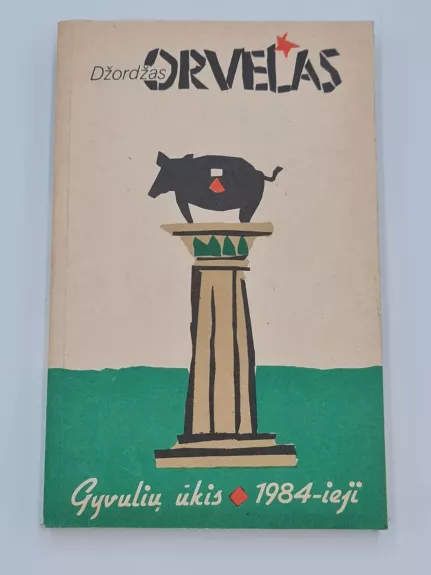 Džordžas ORVELAS
Gyvulių ūkis ◆ 1984-ieji